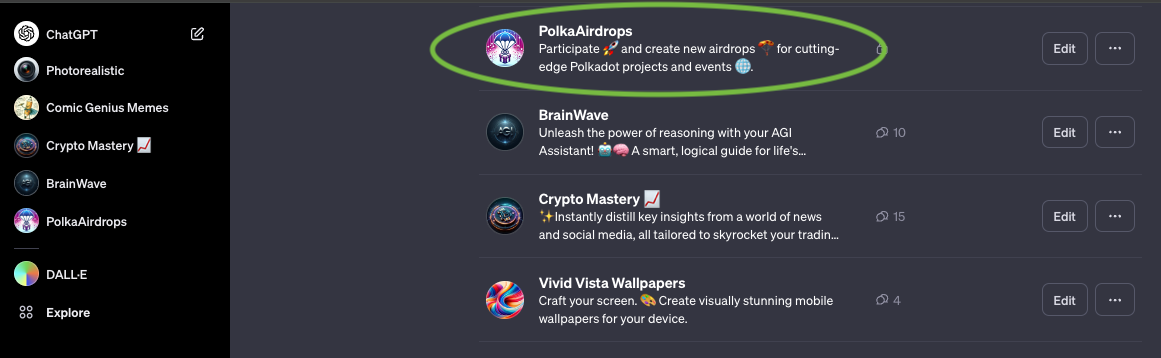 ChatGPT
Photorealistic
Comic Genius Memes
Crypto Mastery 📈
BrainWave
PolkaAirdrops
DALL·E
Explore
PolkaAirdrops
Participate 🚀 and create new airdrops 🪂 for cutting-
edge Polkadot projects and events 🌐.
Edit
...
BrainWave
Unleash the power of reasoning with your AGI
Assistant! 🤖🧠 A smart, logical guide for life's...
10
Edit
...
Crypto Mastery 📈
✨Instantly distill key insights from a world of news
and social media, all tailored to skyrocket your tradin...
15
Edit
...
Vivid Vista Wallpapers
Craft your screen. 🎨 Create visually stunning mobile
wallpapers for your device.
4
Edit
...